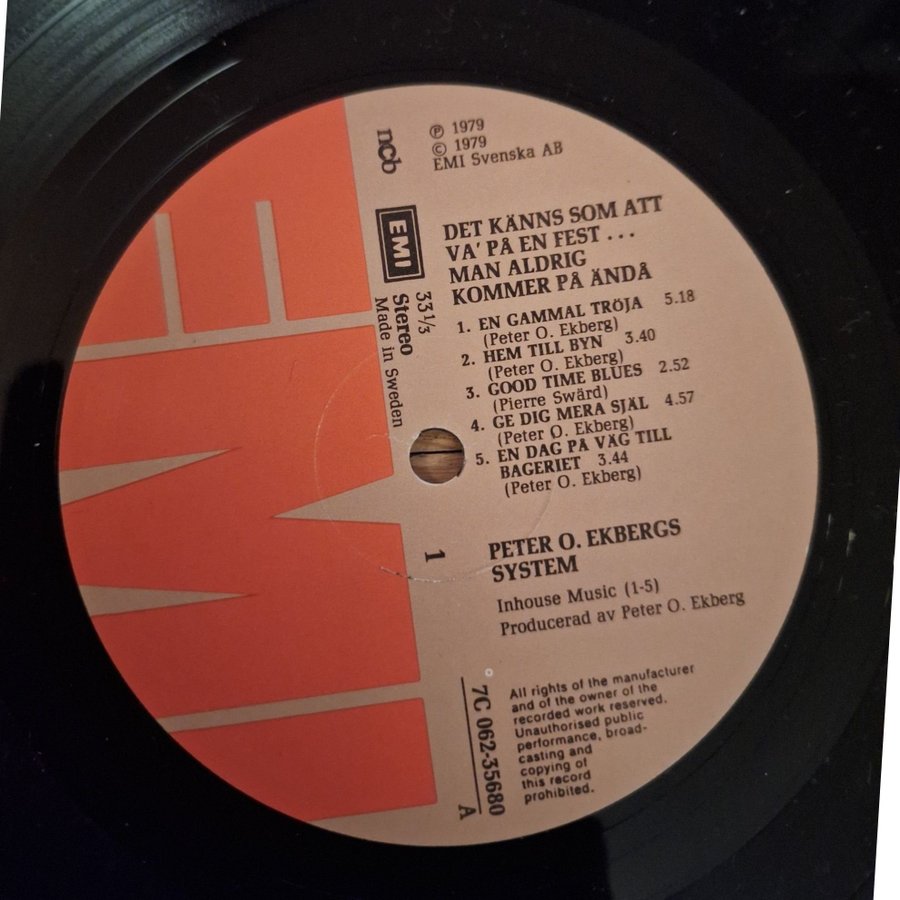 ncb
℗ 1979
© 1979
EMI Svenska AB
EMI
33 1/3
Stereo
Made in Sweden
DET KÄNNS SOM ATT
VA' PÅ EN FEST ...
MAN ALDRIG
KOMMER PÅ ÄNDÅ
1. EN GAMMAL TRÖJA 5.18
(Peter O. Ekberg)
2. HEM TILL BYN 3.40
(Peter O. Ekberg)
3. GOOD TIME BLUES 2.52
(Pierre Swärd)
4. GE DIG MERA SJÄL 4.57
(Peter O. Ekberg)
5. EN DAG PÅ VÄG TILL
BAGERIET 3.44
(Peter O. Ekberg)
1
PETER O. EKBERGS
SYSTEM
Inhouse Music (1-5)
Producerad av Peter O. Ekberg
7C 062-35680
A
All rights of the manufacturer
and of the owner of the
recorded work reserved.
Unauthorised public
performance, broad-
casting and
copying of
this record
prohibited.
EMI